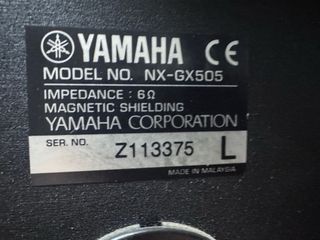 YAMAHA CE
MODEL NO. NX-GX505
IMPEDANCE : 6Ω
MAGNETIC SHIELDING
YAMAHA CORPORATION
SER. NO. Z113375 L
MADE IN MALAYSIA